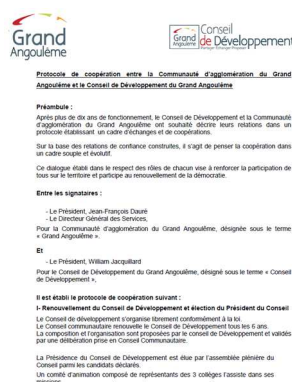 Grand
Angoulême
Conseil
Grand
Angoulême
de Développement
Protocole de coopération entre la Communauté d'agglomération du Grand
Angoulême et le Conseil de Développement du Grand Angoulême
Préambule :
Après plus de dix ans de fonctionnement, le Conseil de Développement et la Communauté
d'agglomération du Grand Angoulême ont souhaité décrire leurs relations dans un
protocole établissant un cadre d'échanges et de coopérations.
Sur la base des relations de confiance construites, il s'agit de penser la coopération dans
un cadre souple et évolutif.
Ce dialogue établi dans le respect des rôles de chacun vise à renforcer la participation de
tous sur le territoire et participe au renouvellement de la démocratie.
Entre les signataires :
- Le Président, Jean-François Dauré
- Le Directeur Général des Services,
Pour la Communauté d'agglomération du Grand Angoulême, désignée sous le terme
« Grand Angoulême ».
Et
- Le Président, William Jacquillard
Pour le Conseil de Développement du Grand Angoulême, désigné sous le terme « Conseil
de Développement »,
Il est établi le protocole de coopération suivant :
I- Renouvellement du Conseil de Développement et élection du Président du Conseil
Le Conseil de développement s'organise librement conformément à la loi.
Le Conseil communautaire renouvelle le Conseil de Développement tous les 6 ans.
La composition et l'organisation sont proposées par le conseil de Développement et validés
par une délibération prise en Conseil Communautaire.
La Présidence du Conseil de Développement est élue par l'assemblée plénière du
Conseil parmi les candidats déclarés.
Un comité d'animation composé de représentants des 3 collèges l'assiste dans ses
missions.